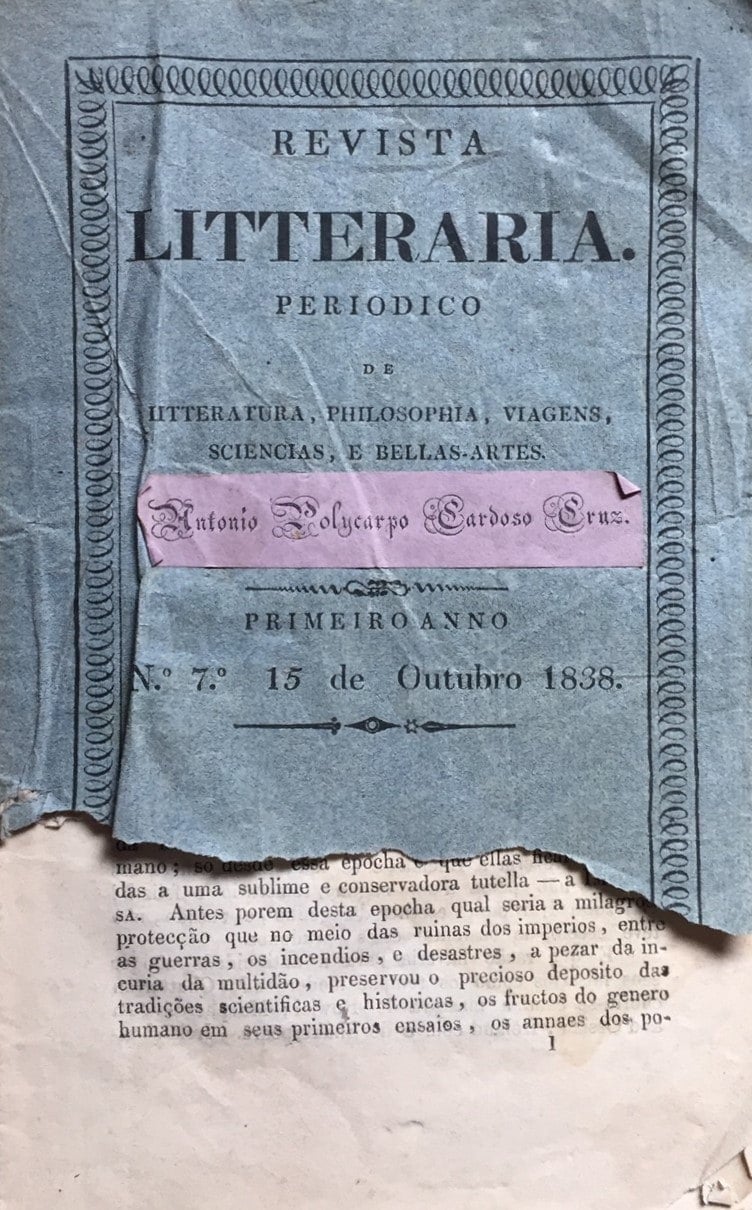 REVISTA
LITTERARIA.
PERIODICO
DE
LITTERATURA, PHILOSOPHIA, VIAGENS,
SCIENCIAS, E BELLAS-ARTES.
Antonio Polycarpo Cardoso Cruz.
PRIMEIRO ANNO
N.º 7.º 15 de Outubro 1838.
mano; só desde essa epocha é que ellas
das a uma sublime e conservadora tutella — a
SA. Antes porem desta epocha qual seria a
protecção que no meio das ruinas dos imperios, entre
as guerras, os incendios, e desastres, a pezar da in-
curia da multidão, preservou o precioso deposito das
tradições scientificas e historicas, os fructos do genero
humano em seus primeiros ensaios, os annaes dos po-
1